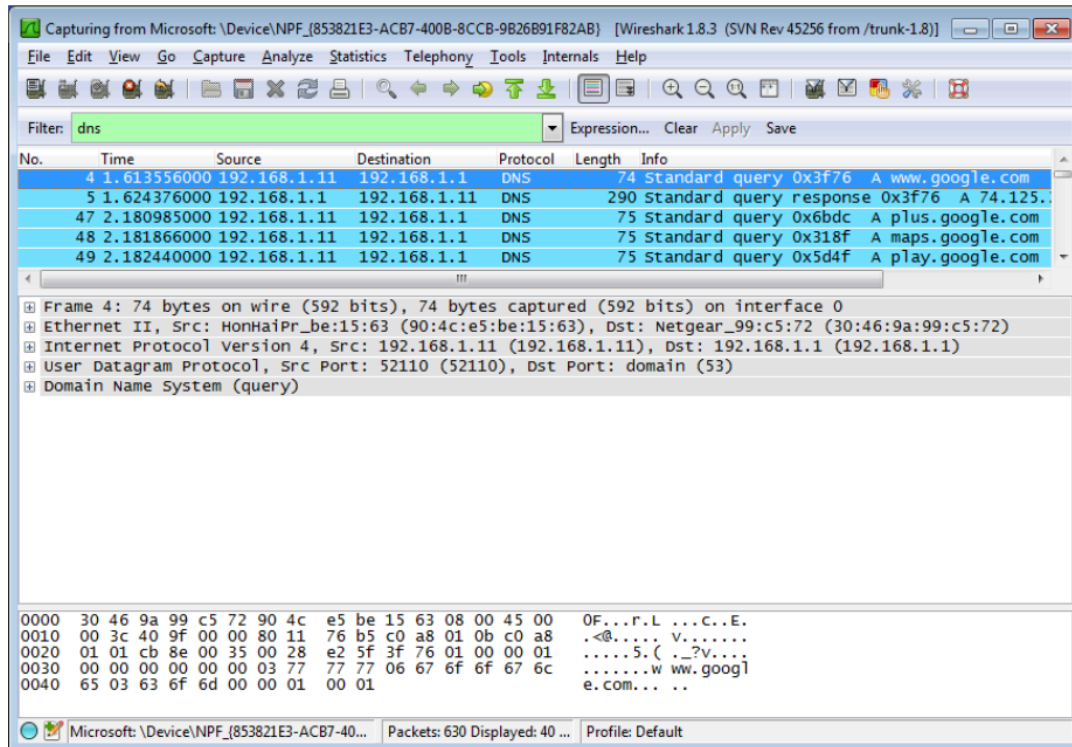 Capturing from Microsoft: \Device\NPF_{853821E3-ACB7-400B-8CCB-9B26B91F82AB} [Wireshark 1.8.3 (SVN Rev 45256 from /trunk-1.8)]
File Edit View Go Capture Analyze Statistics Telephony Tools Internals Help
Filter: dns Expression... Clear Apply Save
No. Time Source Destination Protocol Length Info
4 1.613556000 192.168.1.11 192.168.1.1 DNS 74 Standard query 0x3f76 A www.google.com
5 1.624376000 192.168.1.1 192.168.1.11 DNS 290 Standard query response 0x3f76 A 74.125.
47 2.180985000 192.168.1.11 192.168.1.1 DNS 75 Standard query 0x6bdc A plus.google.com
48 2.181866000 192.168.1.11 192.168.1.1 DNS 75 Standard query 0x318f A maps.google.com
49 2.182440000 192.168.1.11 192.168.1.1 DNS 75 Standard query 0x5d4f A play.google.com
Frame 4: 74 bytes on wire (592 bits), 74 bytes captured (592 bits) on interface 0
Ethernet II, Src: HonHaiPr_be:15:63 (90:4c:e5:be:15:63), Dst: Netgear_99:c5:72 (30:46:9a:99:c5:72)
Internet Protocol Version 4, Src: 192.168.1.11 (192.168.1.11), Dst: 192.168.1.1 (192.168.1.1)
User Datagram Protocol, Src Port: 52110 (52110), Dst Port: domain (53)
Domain Name System (query)
0000 30 46 9a 99 c5 72 90 4c e5 be 15 63 08 00 45 00 0F...r.L ...c..E.
0010 00 3c 40 9f 00 00 80 11 76 b5 c0 a8 01 0b c0 a8 .<@..... v.......
0020 01 01 cb 8e 00 35 00 28 e2 5f 3f 76 01 00 00 01 .....5.( ._?v....
0030 00 00 00 00 00 00 03 77 77 77 06 67 6f 6f 67 6c .......w ww.googl
0040 65 03 63 6f 6d 00 00 01 00 01 e.com... ..
Microsoft: \Device\NPF_{853821E3-ACB7-40... Packets: 630 Displayed: 40 ... Profile: Default